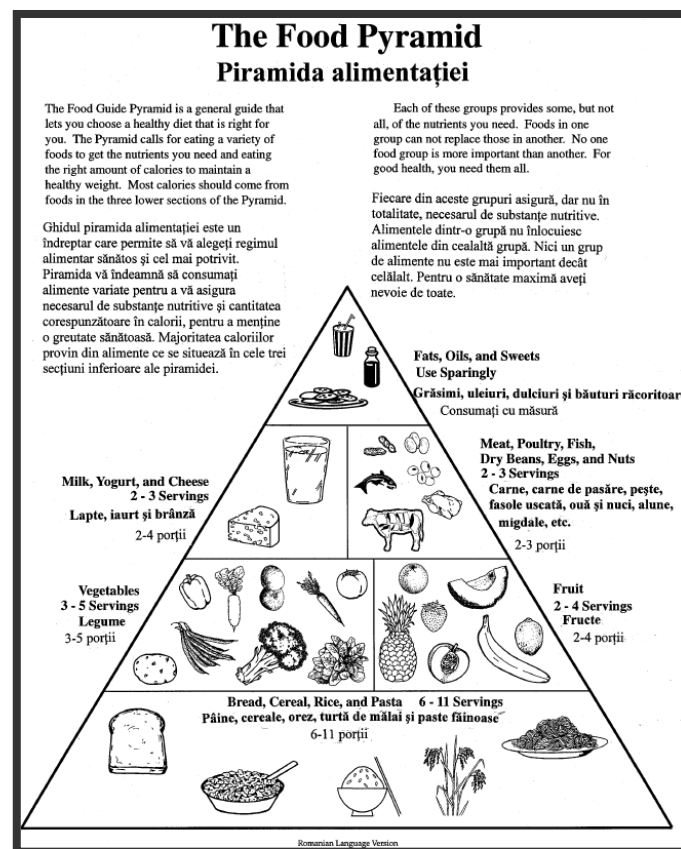 The Food Pyramid
Piramida alimentației
The Food Guide Pyramid is a general guide that
lets you choose a healthy diet that is right for
you. The Pyramid calls for eating a variety of
foods to get the nutrients you need and eating
the right amount of calories to maintain a
healthy weight. Most calories should come from
foods in the three lower sections of the Pyramid.
Ghidul piramida alimentației este un
îndreptar care permite să vă alegeți regimul
alimentar sănătos și cel mai potrivit.
Piramida vă îndeamnă să consumați
alimente variate pentru a vă asigura
necesarul de substanțe nutritive și cantitatea
corespunzătoare în calorii, pentru a menține
o greutate sănătoasă. Majoritatea caloriilor
provin din alimente ce se situează în cele trei
secțiuni inferioare ale piramidei.
Each of these groups provides some, but not
all, of the nutrients you need. Foods in one
group can not replace those in another. No one
food group is more important than another. For
good health, you need them all.
Fiecare din aceste grupuri asigură, dar nu în
totalitate, necesarul de substanțe nutritive.
Alimentele dintr-o grupă nu înlocuiesc
alimentele din cealaltă grupă. Nici un grup
de alimente nu este mai important decât
celălalt. Pentru o sănătate maximă aveți
nevoie de toate.
Fats, Oils, and Sweets
Use Sparingly
Grăsimi, uleiuri, dulciuri și băuturi răcoritoar
Consumați cu măsură
Milk, Yogurt, and Cheese
2 - 3 Servings
Lapte, iaurt și brânză
2-4 porții
Meat, Poultry, Fish,
Dry Beans, Eggs, and Nuts
2 - 3 Servings
Carne, carne de pasăre, pește,
fasole uscată, ouă și nuci, alune,
migdale, etc.
2-3 porții
Vegetables
3 - 5 Servings
Legume
3-5 porții
Fruit
2 - 4 Servings
Fructe
2-4 porții
Bread, Cereal, Rice, and Pasta 6 - 11 Servings
Pâine, cereale, orez, turtă de mălai și paste făinoase
6-11 porții
Romanian Language Version